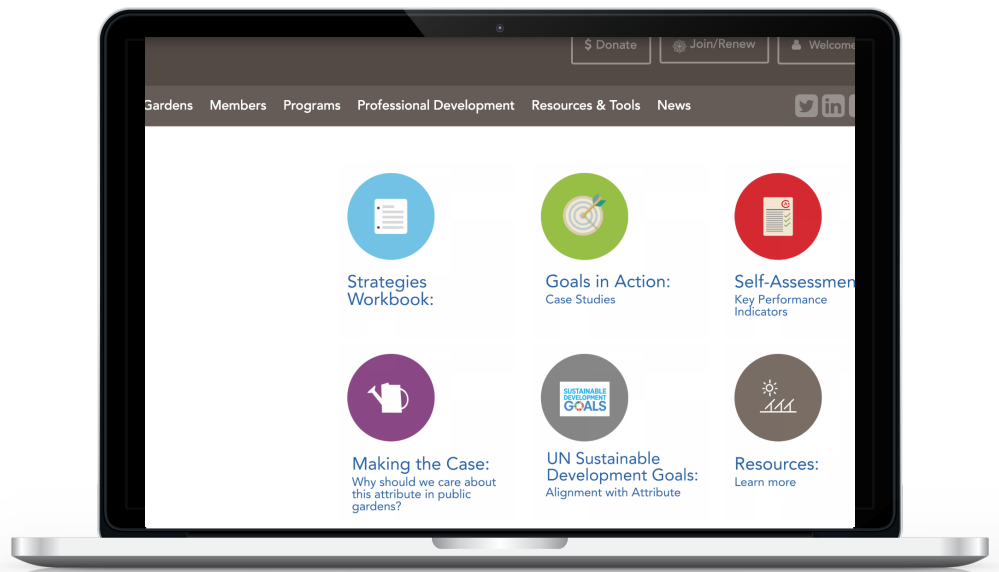 $ Donate
Join/Renew
Welcome
Gardens Members Programs Professional Development Resources & Tools News
in
Strategies
Workbook:
Goals in Action:
Case Studies
Self-Assessmen
Key Performance
Indicators
A+
SUSTAINABLE
DEVELOPMENT
GOALS
Making the Case:
Why should we care about
this attribute in public
gardens?
UN Sustainable
Development Goals:
Alignment with Attribute
Resources:
Learn more